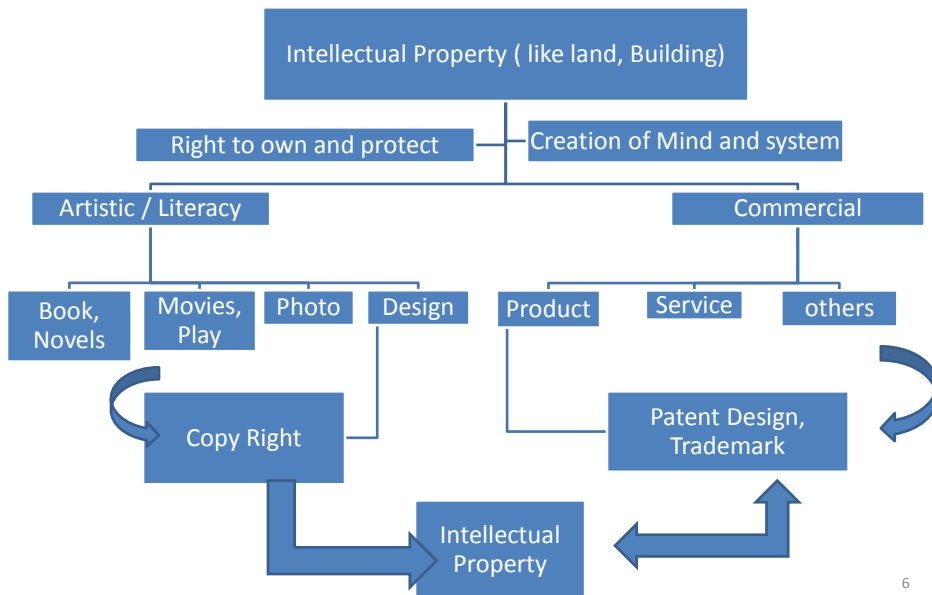 Intellectual Property ( like land, Building)
Right to own and protect
Creation of Mind and system
Artistic / Literacy
Commercial
Book,
Novels
Movies,
Play
Photo
Design
Product
Service
others
Copy Right
Patent Design,
Trademark
Intellectual
Property
6